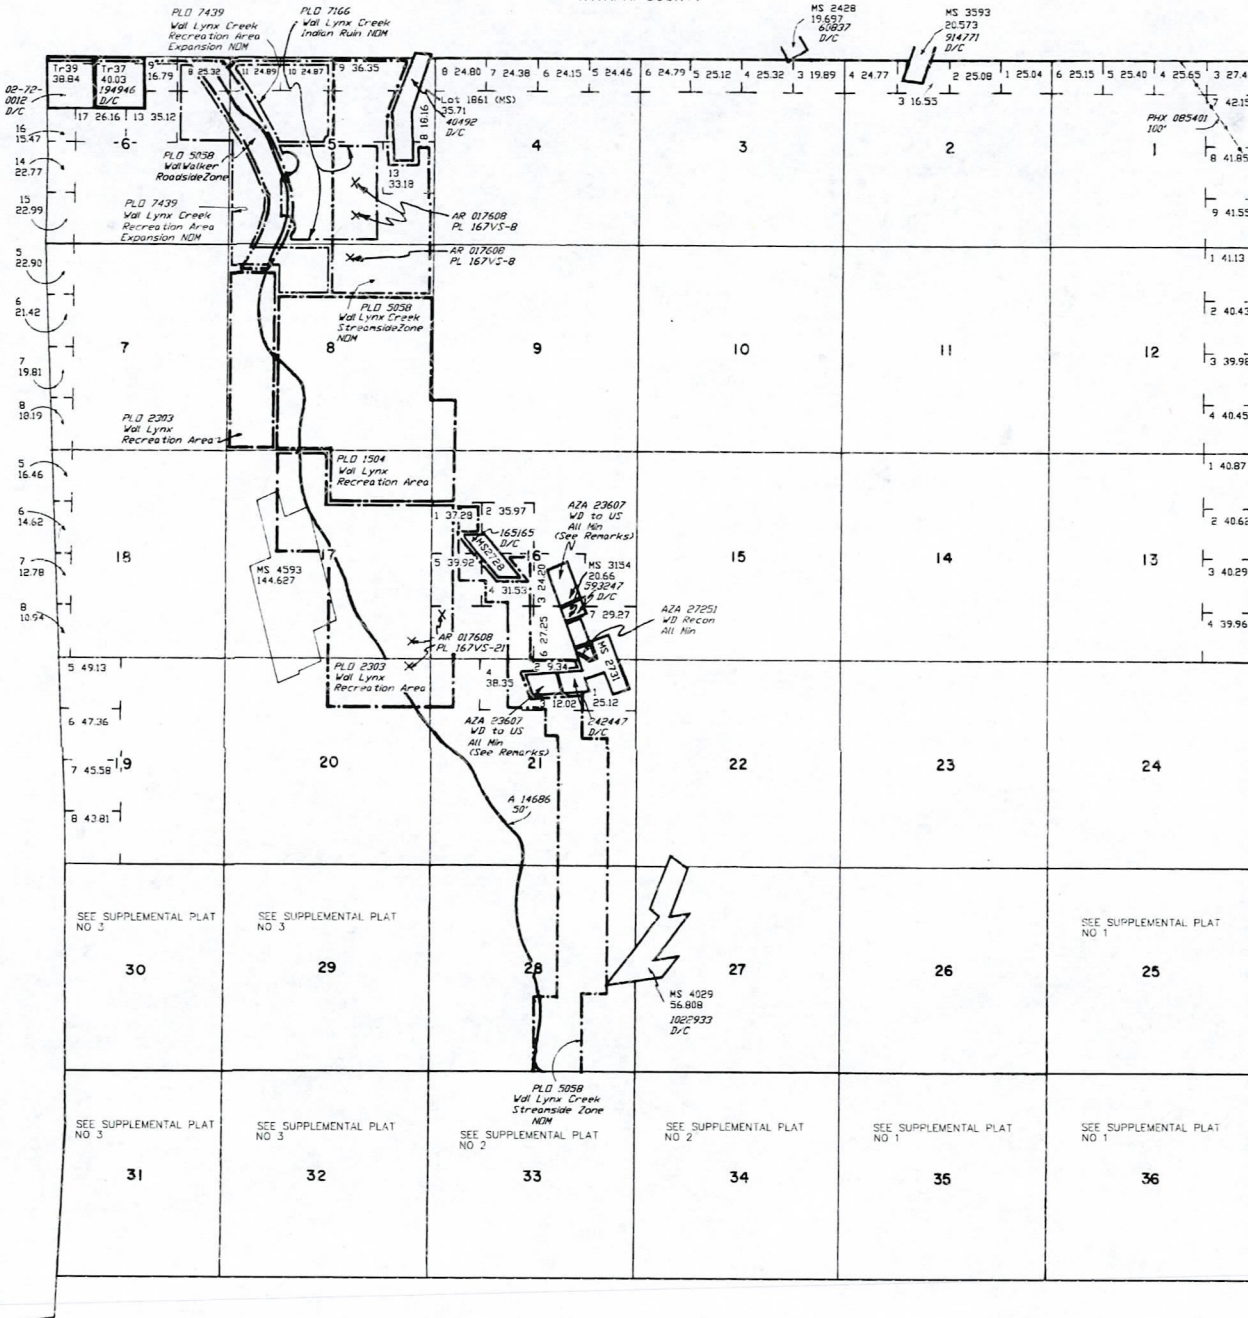 MS 2428
19.697
60837
D/C
MS 3593
20.573
914771
D/C
PLO 7439
Wdl Lynx Creek
Recreation Area
Expansion NDM
PLO 7166
Wdl Lynx Creek
Indian Ruin NDM
Tr39
38.84
Tr37
40.03
194946
D/C
9
16.79
8 25.32
11 24.89
10 24.87
9 36.35
8 24.80
7 24.38
6 24.15
5 24.46
6 24.79
5 25.12
4 25.32
3 19.89
4 24.77
3 16.55
2 25.08
1 25.04
6 25.15
5 25.40
4 25.65
3 27.4
02-72-
0012
D/C
17 26.16
13 35.12
Lot 1861 (MS)
35.71
40492
D/C
8 16.16
7 42.15
PHX 085401
100'
16
15.47
-6-
5
4
3
2
1
8 41.85
14
22.77
PLO 5058
Wdl Walker
Roadside Zone
13
33.18
15
22.99
PLO 7439
Wdl Lynx Creek
Recreation Area
Expansion NDM
AR 017608
PL 167VS-8
9 41.55
5
22.90
AR 017608
PL 167VS-8
1 41.13
6
21.42
PLO 5058
Wdl Lynx Creek
Streamside Zone
NDM
2 40.43
7
8
9
10
11
12
7
19.81
3 39.98
8
18.19
PLO 2303
Wdl Lynx
Recreation Area
4 40.45
5
16.46
PLO 1504
Wdl Lynx
Recreation Area
1 40.87
6
14.62
1 37.28
2 35.97
AZA 23607
WD to US
All Min
(See Remarks)
2 40.62
165165
D/C
MS2728
18
17
16
15
14
13
7
12.78
MS 4593
144.627
5 39.92
4 31.53
3 24.20
MS 3154
20.66
593247
D/C
3 40.29
8
10.94
7 29.27
AZA 27251
WD Recon
All Min
4 39.96
AR 017608
PL 167VS-21
6 27.25
MS 2731
5 49.13
PLO 2303
Wdl Lynx
Recreation Area
4
38.35
2 9.34
3 12.02
1
25.12
6 47.36
AZA 23607
WD to US
All Min
(See Remarks)
242447
D/C
7 45.58
19
20
21
22
23
24
8 43.81
A 14686
50'
SEE SUPPLEMENTAL PLAT
NO 3
SEE SUPPLEMENTAL PLAT
NO 3
SEE SUPPLEMENTAL PLAT
NO 1
30
29
28
27
26
25
MS 4029
56.808
1022933
D/C
PLO 5058
Wdl Lynx Creek
Streamside Zone
NDM
SEE SUPPLEMENTAL PLAT
NO 3
SEE SUPPLEMENTAL PLAT
NO 3
SEE SUPPLEMENTAL PLAT
NO 2
SEE SUPPLEMENTAL PLAT
NO 2
SEE SUPPLEMENTAL PLAT
NO 1
SEE SUPPLEMENTAL PLAT
NO 1
31
32
33
34
35
36